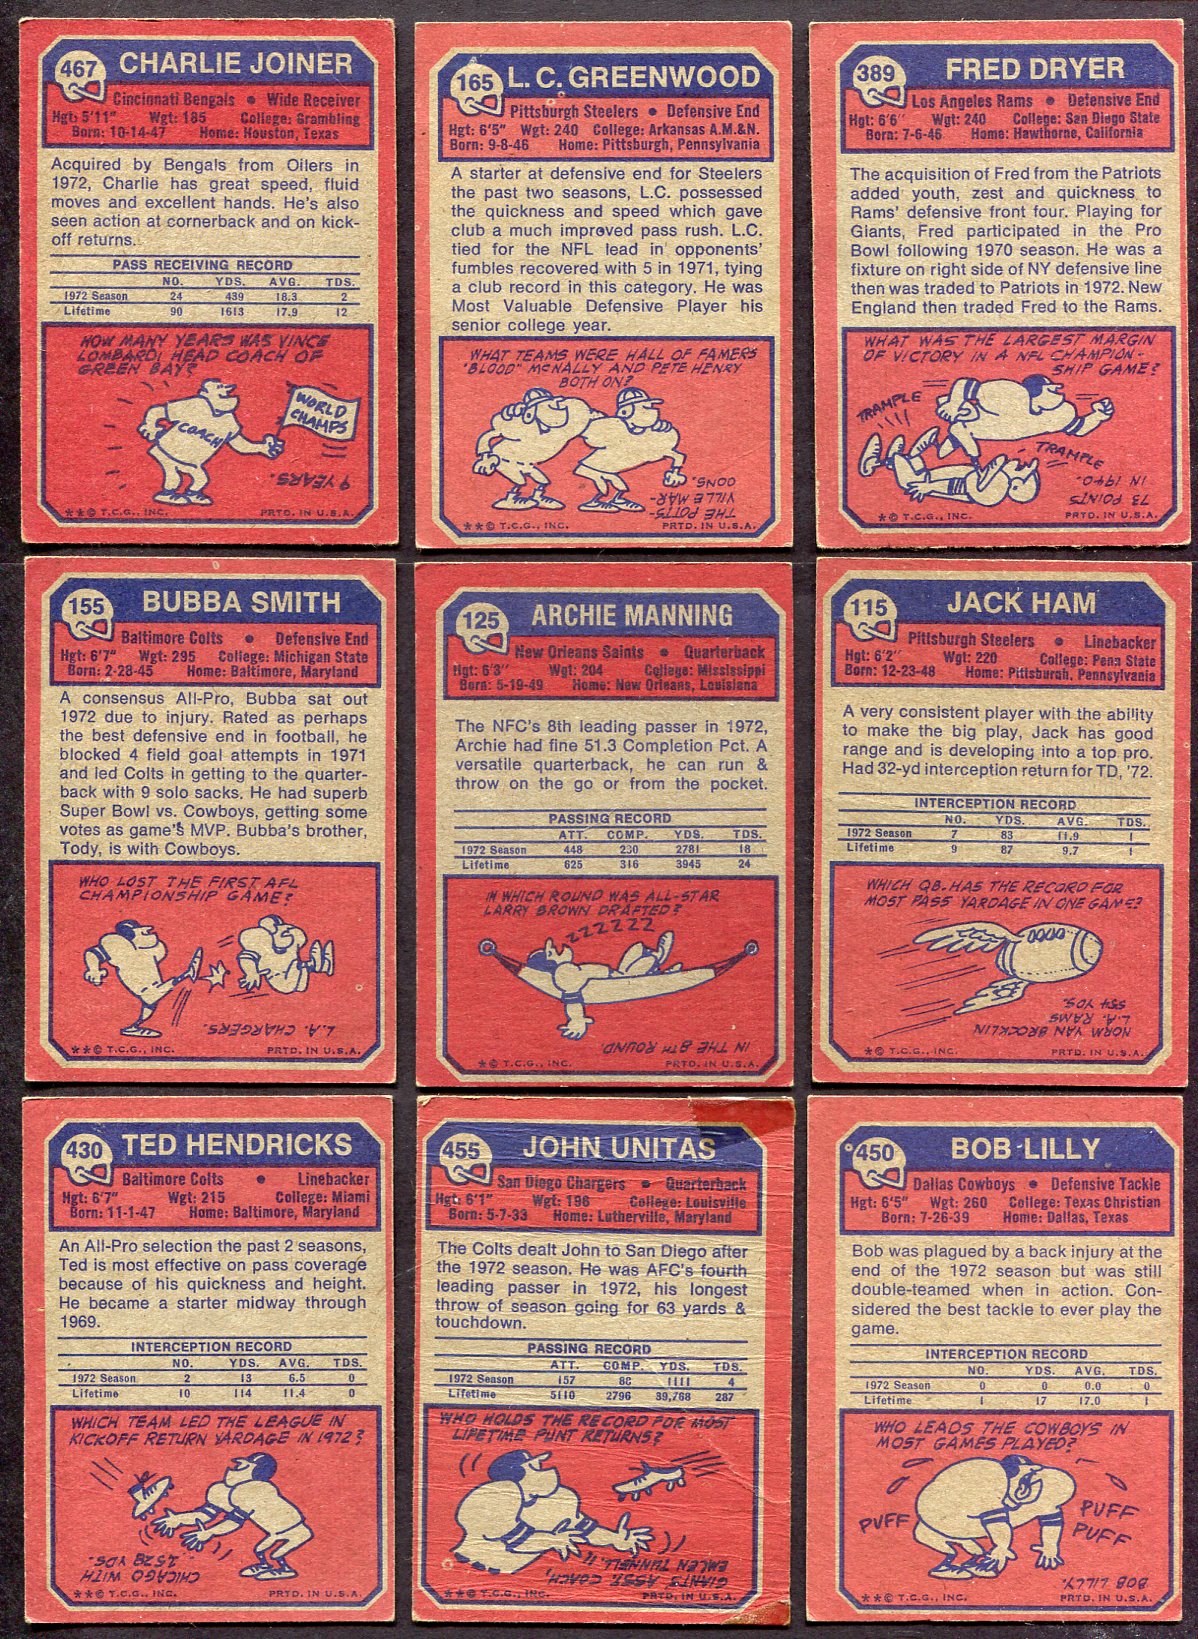 467
CHARLIE JOINER
Cincinnati Bengals • Wide Receiver
Hgt: 5'11" Wgt: 185 College: Grambling
Born: 10-14-47 Home: Houston, Texas
Acquired by Bengals from Oilers in
1972, Charlie has great speed, fluid
moves and excellent hands. He's also
seen action at cornerback and on kick-
off returns.
PASS RECEIVING RECORD
NO. YDS. AVG. TDS.
1972 Season 24 439 18.3 2
Lifetime 90 1613 17.9 12
HOW MANY YEARS WAS VINCE
LOMBARDI HEAD COACH OF
GREEN BAY?
WORLD
CHAMPS
COACH
9 YEARS.
**© T.C.G., INC. PRTD. IN U.S.A.
165
L. C. GREENWOOD
Pittsburgh Steelers • Defensive End
Hgt: 6'5" Wgt: 240 College: Arkansas A.M.&N.
Born: 9-8-46 Home: Pittsburgh, Pennsylvania
A starter at defensive end for Steelers
the past two seasons, L.C. possessed
the quickness and speed which gave
club a much improved pass rush. L.C.
tied for the NFL lead in opponents'
fumbles recovered with 5 in 1971, tying
a club record in this category. He was
Most Valuable Defensive Player his
senior college year.
WHAT TEAMS WERE HALL OF FAMERS
"BLOOD" McNALLY AND PETE HENRY
BOTH ON?
THE POTTS-
VILLE MAR-
OONS.
**© T.C.G., INC. PRTD. IN U.S.A.
389
FRED DRYER
Los Angeles Rams • Defensive End
Hgt: 6'6" Wgt: 240 College: San Diego State
Born: 7-6-46 Home: Hawthorne, California
The acquisition of Fred from the Patriots
added youth, zest and quickness to
Rams' defensive front four. Playing for
Giants, Fred participated in the Pro
Bowl following 1970 season. He was a
fixture on right side of NY defensive line
then was traded to Patriots in 1972. New
England then traded Fred to the Rams.
WHAT WAS THE LARGEST MARGIN
OF VICTORY IN A NFL CHAMPION-
SHIP GAME?
TRAMPLE
TRAMPLE
73 POINTS
IN 1940.
*© T.C.G., INC. PRTD. IN U.S.A.
155
BUBBA SMITH
Baltimore Colts • Defensive End
Hgt: 6'7" Wgt: 295 College: Michigan State
Born: 2-28-45 Home: Baltimore, Maryland
A consensus All-Pro, Bubba sat out
1972 due to injury. Rated as perhaps
the best defensive end in football, he
blocked 4 field goal attempts in 1971
and led Colts in getting to the quarter-
back with 9 solo sacks. He had superb
Super Bowl vs. Cowboys, getting some
votes as game's MVP. Bubba's brother,
Tody, is with Cowboys.
WHO LOST THE FIRST AFL
CHAMPIONSHIP GAME?
L.A. CHARGERS.
**© T.C.G., INC. PRTD. IN U.S.A.
125
ARCHIE MANNING
New Orleans Saints • Quarterback
Hgt: 6'3" Wgt: 204 College: Mississippi
Born: 5-19-49 Home: New Orleans, Louisiana
The NFC's 8th leading passer in 1972,
Archie had fine 51.3 Completion Pct. A
versatile quarterback, he can run &
throw on the go or from the pocket.
PASSING RECORD
ATT. COMP. YDS. TDS.
1972 Season 448 230 2781 18
Lifetime 625 316 3945 24
IN WHICH ROUND WAS ALL-STAR
LARRY BROWN DRAFTED?
ZZZZZZZ
IN THE 8TH ROUND.
*© T.C.G., INC. PRTD. IN U.S.A.
115
JACK HAM
Pittsburgh Steelers • Linebacker
Hgt: 6'2" Wgt: 220 College: Penn State
Born: 12-23-48 Home: Pittsburgh, Pennsylvania
A very consistent player with the ability
to make the big play, Jack has good
range and is developing into a top pro.
Had 32-yd interception return for TD, '72.
INTERCEPTION RECORD
NO. YDS. AVG. TDS.
1972 Season 7 83 11.9 1
Lifetime 9 87 9.7 1
WHICH QB. HAS THE RECORD FOR
MOST PASS YARDAGE IN ONE GAME?
NORM VAN BROCKLIN
L.A. RAMS
554 YDS.
**© T.C.G., INC. PRTD. IN U.S.A.
430
TED HENDRICKS
Baltimore Colts • Linebacker
Hgt: 6'7" Wgt: 215 College: Miami
Born: 11-1-47 Home: Baltimore, Maryland
An All-Pro selection the past 2 seasons,
Ted is most effective on pass coverage
because of his quickness and height.
He became a starter midway through
1969.
INTERCEPTION RECORD
NO. YDS. AVG. TDS.
1972 Season 2 13 6.5 0
Lifetime 10 114 11.4 0
WHICH TEAM LED THE LEAGUE IN
KICKOFF RETURN YARDAGE IN 1972?
CHICAGO WITH
1528 YDS.
**© T.C.G., INC. PRTD. IN U.S.A.
455
JOHN UNITAS
San Diego Chargers • Quarterback
Hgt: 6'1" Wgt: 196 College: Louisville
Born: 5-7-33 Home: Lutherville, Maryland
The Colts dealt John to San Diego after
the 1972 season. He was AFC's fourth
leading passer in 1972, his longest
throw of season going for 63 yards &
touchdown.
PASSING RECORD
ATT. COMP. YDS. TDS.
1972 Season 157 88 1111 4
Lifetime 5110 2796 39,768 287
WHO HOLDS THE RECORD FOR MOST
LIFETIME PUNT RETURNS?
GIANTS ASST. COACH,
EMLEN TUNNELL,
**© T.C.G., INC. PRTD. IN U.S.A.
450
BOB LILLY
Dallas Cowboys • Defensive Tackle
Hgt: 6'5" Wgt: 260 College: Texas Christian
Born: 7-26-39 Home: Dallas, Texas
Bob was plagued by a back injury at the
end of the 1972 season but was still
double-teamed when in action. Con-
sidered the best tackle to ever play the
game.
INTERCEPTION RECORD
NO. YDS. AVG. TDS.
1972 Season 0 0 0.0 0
Lifetime 1 17 17.0 1
WHO LEADS THE COWBOYS IN
MOST GAMES PLAYED?
PUFF
PUFF
PUFF
BOB LILLY.
**© T.C.G., INC. PRTD. IN U.S.A.